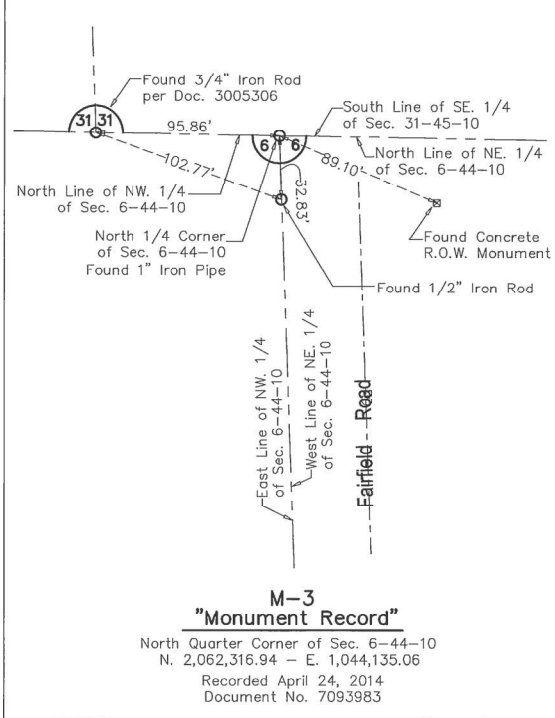 Found 3/4" Iron Rod
per Doc. 3005306
31 31
95.86'
South Line of SE. 1/4
of Sec. 31-45-10
6 6
North Line of NE. 1/4
of Sec. 6-44-10
102.77'
89.10'
North Line of NW. 1/4
of Sec. 6-44-10
32.83'
North 1/4 Corner
of Sec. 6-44-10
Found 1" Iron Pipe
Found Concrete
R.O.W. Monument
Found 1/2" Iron Rod
East Line of NW. 1/4
of Sec. 6-44-10
West Line of NE. 1/4
of Sec. 6-44-10
Fairfield Road
M-3
"Monument Record"
North Quarter Corner of Sec. 6-44-10
N. 2,062,316.94 - E. 1,044,135.06
Recorded April 24, 2014
Document No. 7093983